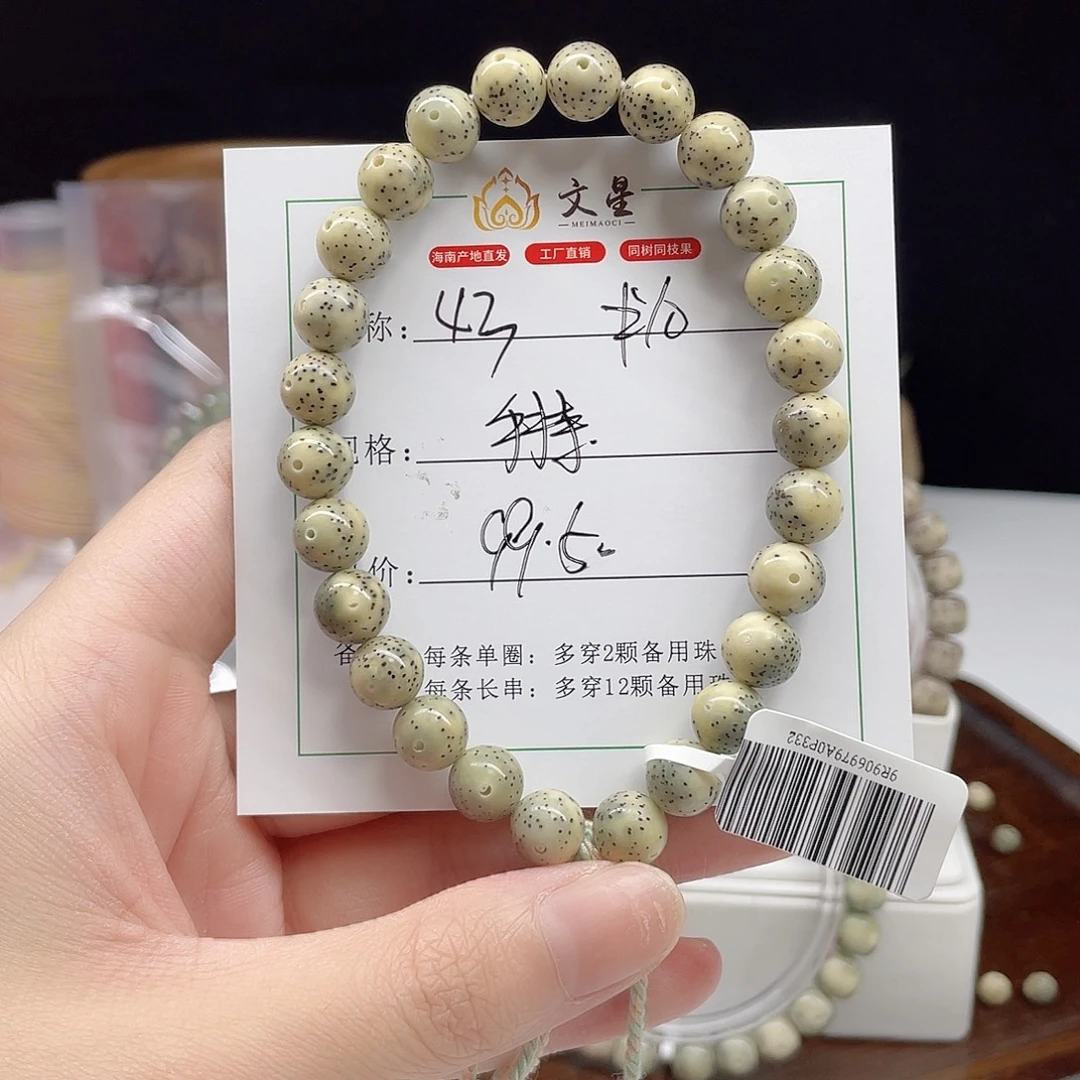 文星
MEIMAOCI
海南产地直发 工厂直销 同树同枝果
称:
格:
价: 99.5
每条单圈:多穿2颗备用珠
每条长串:多穿12颗备用珠
9R906979A0P332